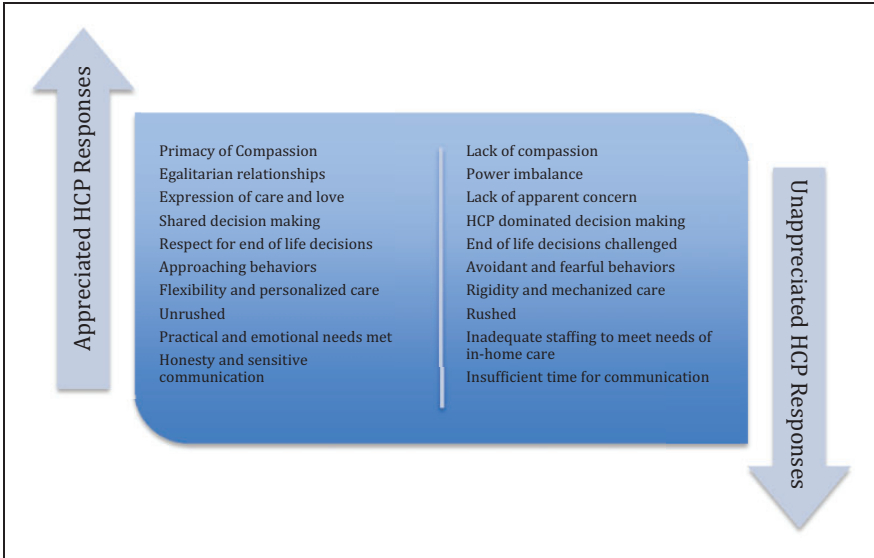 Appreciated HCP Responses
Primacy of Compassion
Egalitarian relationships
Expression of care and love
Shared decision making
Respect for end of life decisions
Approaching behaviors
Flexibility and personalized care
Unrushed
Practical and emotional needs met
Honesty and sensitive
communication
Lack of compassion
Power imbalance
Lack of apparent concern
HCP dominated decision making
End of life decisions challenged
Avoidant and fearful behaviors
Rigidity and mechanized care
Rushed
Inadequate staffing to meet needs of
in-home care
Insufficient time for communication
Unappreciated HCP Responses